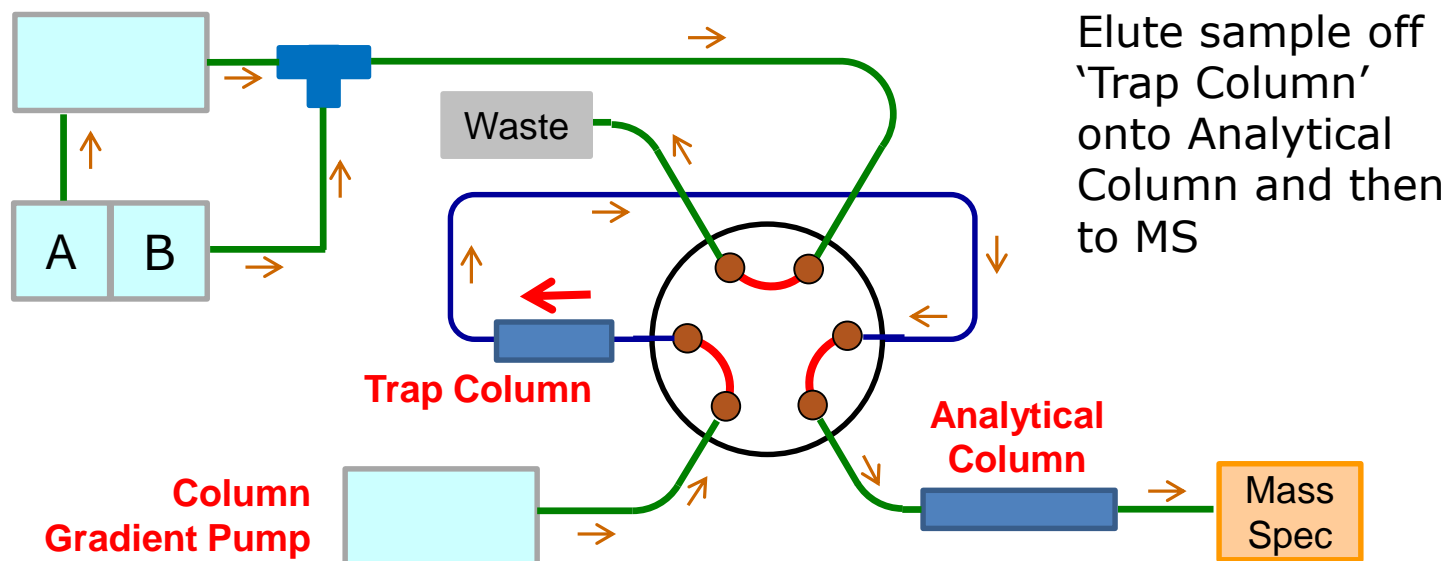 Elute sample off
‘Trap Column’
onto Analytical
Column and then
to MS
Waste
A
B
Trap Column
Analytical
Column
Column
Gradient Pump
Mass
Spec